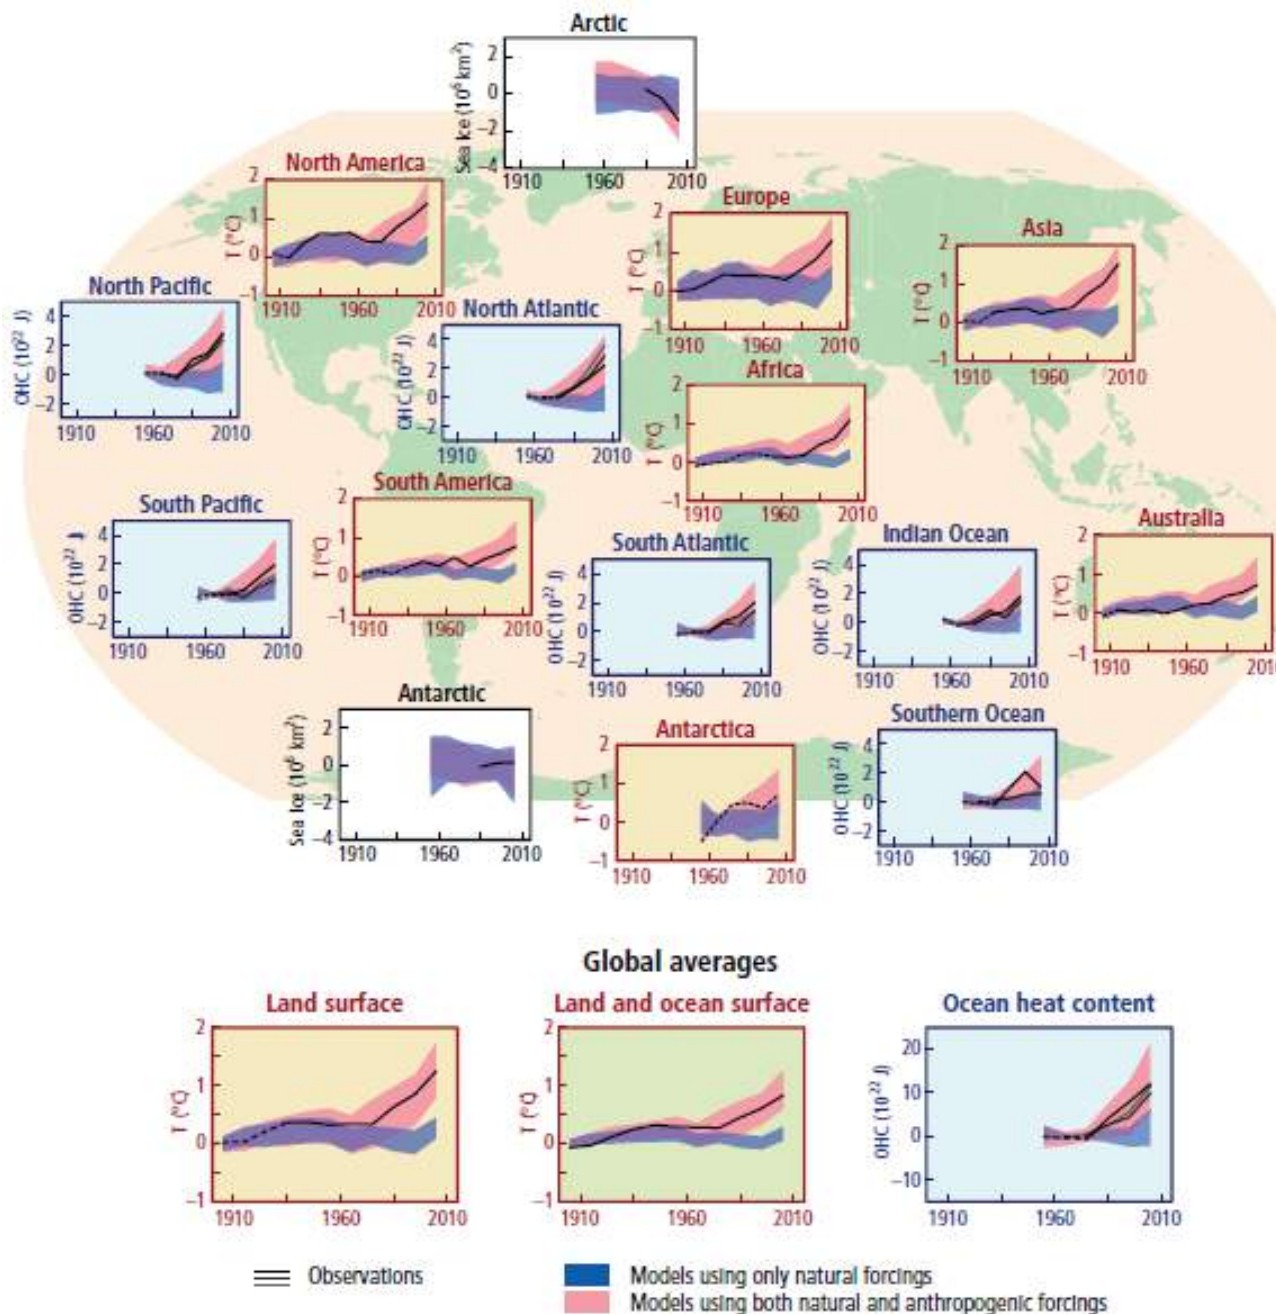 Arctic
Sea Ice (10⁶ km²)
2
0
−2
−4
1910 1960 2010
North America
T (°C)
2
1
0
−1
1910 1960 2010
Europe
T (°C)
2
1
0
−1
1910 1960 2010
Asia
T (°C)
2
1
0
−1
1910 1960 2010
North Pacific
OHC (10²² J)
4
2
0
−2
1910 1960 2010
North Atlantic
OHC (10²² J)
4
2
0
−2
1910 1960 2010
Africa
T (°C)
2
1
0
−1
1910 1960 2010
South Pacific
OHC (10²² J)
4
2
0
−2
1910 1960 2010
South America
T (°C)
2
1
0
−1
1910 1960 2010
South Atlantic
OHC (10²² J)
4
2
0
−2
1910 1960 2010
Indian Ocean
OHC (10²² J)
4
2
0
−2
1910 1960 2010
Australia
T (°C)
2
1
0
−1
1910 1960 201
Antarctic
Sea Ice (10⁶ km²)
2
0
−2
−4
1910 1960 2010
Antarctica
T (°C)
2
1
0
−1
1910 1960 2010
Southern Ocean
OHC (10²² J)
4
2
0
−2
1910 1960 2010
Global averages
Land surface
T (°C)
2
1
0
−1
1910 1960 2010
Land and ocean surface
T (°C)
2
1
0
−1
1910 1960 2010
Ocean heat content
OHC (10⁻²² J)
20
10
0
−10
1910 1960 2010
Observations
Models using only natural forcings
Models using both natural and anthropogenic forcings